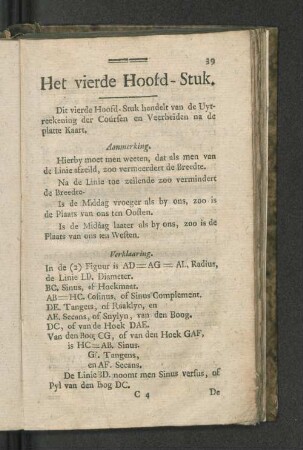 39
Het vierde Hoofd-Stuk.
Dit vierde Hoofd-Stuk handelt van de Uyt-
reekening der Coursen en Veerheiden na de
platte Kaart.
Aanmerking.
Hierby moet men weeten, dat als men van
de Linie afzeild, zoo vermeerdert de Breedte.
Na de Linie toe zeilende zoo vermindert
de Breedte.
Is de Middag vroeger als by ons, zoo is
de Plaats van ons ten Oosten.
Is de Middag laater als by ons, zoo is de
Plaats van ons ten Westen.
Verklaaring.
In de (2) Figuur is AD=AG=AI, Radius,
de Linie ID. Diameter.
BC, Sinus, of Hoekmaat.
AB=HC. Cosinus, of Sinus Complement.
DE. Tangens, of Raaklyn, en
AE. Secans, of Snylyn, van den Boog.
DC, of van de Hoek DAE.
Van den Boog CG, of van den Hoek GAF,
is HC=AB. Sinus.
GF. Tangens,
en AF. Secans.
De Linie BD. noomt men Sinus versus, of
Pyl van den Bog DC.
C 4 De